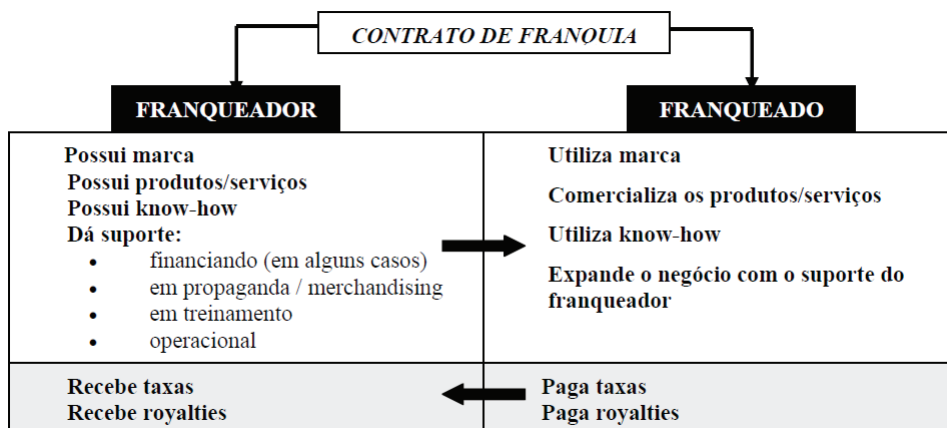 CONTRATO DE FRANQUIA
FRANQUEADOR
Possui marca
Possui produtos/serviços
Possui know-how
Dá suporte:
• financiando (em alguns casos)
• em propaganda / merchandising
• em treinamento
• operacional
Recebe taxas
Recebe royalties
FRANQUEADO
Utiliza marca
Comercializa os produtos/serviços
Utiliza know-how
Expande o negócio com o suporte do
franqueador
Paga taxas
Paga royalties